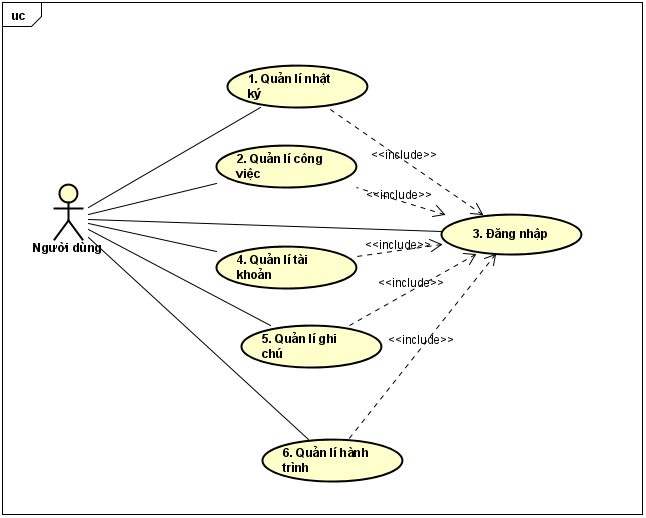 uc
1. Quản lí nhật
ký
<<include>>
2. Quản lí công
việc
<<include>>
3. Đăng nhập
Người dùng
<<include>>
4. Quản lí tài
khoản
<<include>>
5. Quản lí ghi
chú
<<include>>
6. Quản lí hành
trình